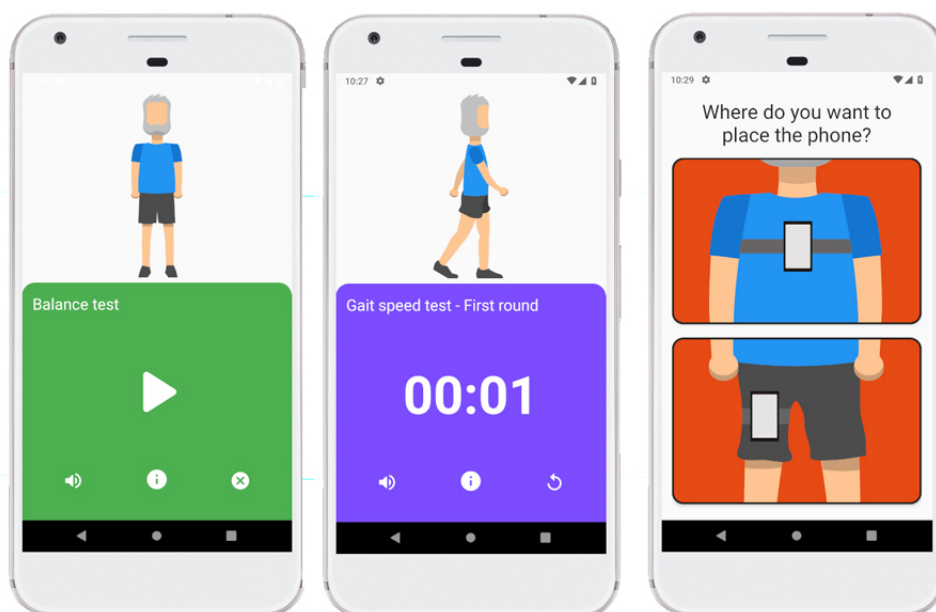 Balance test
10:27
Gait speed test - First round
00:01
10:29
Where do you want to
place the phone?